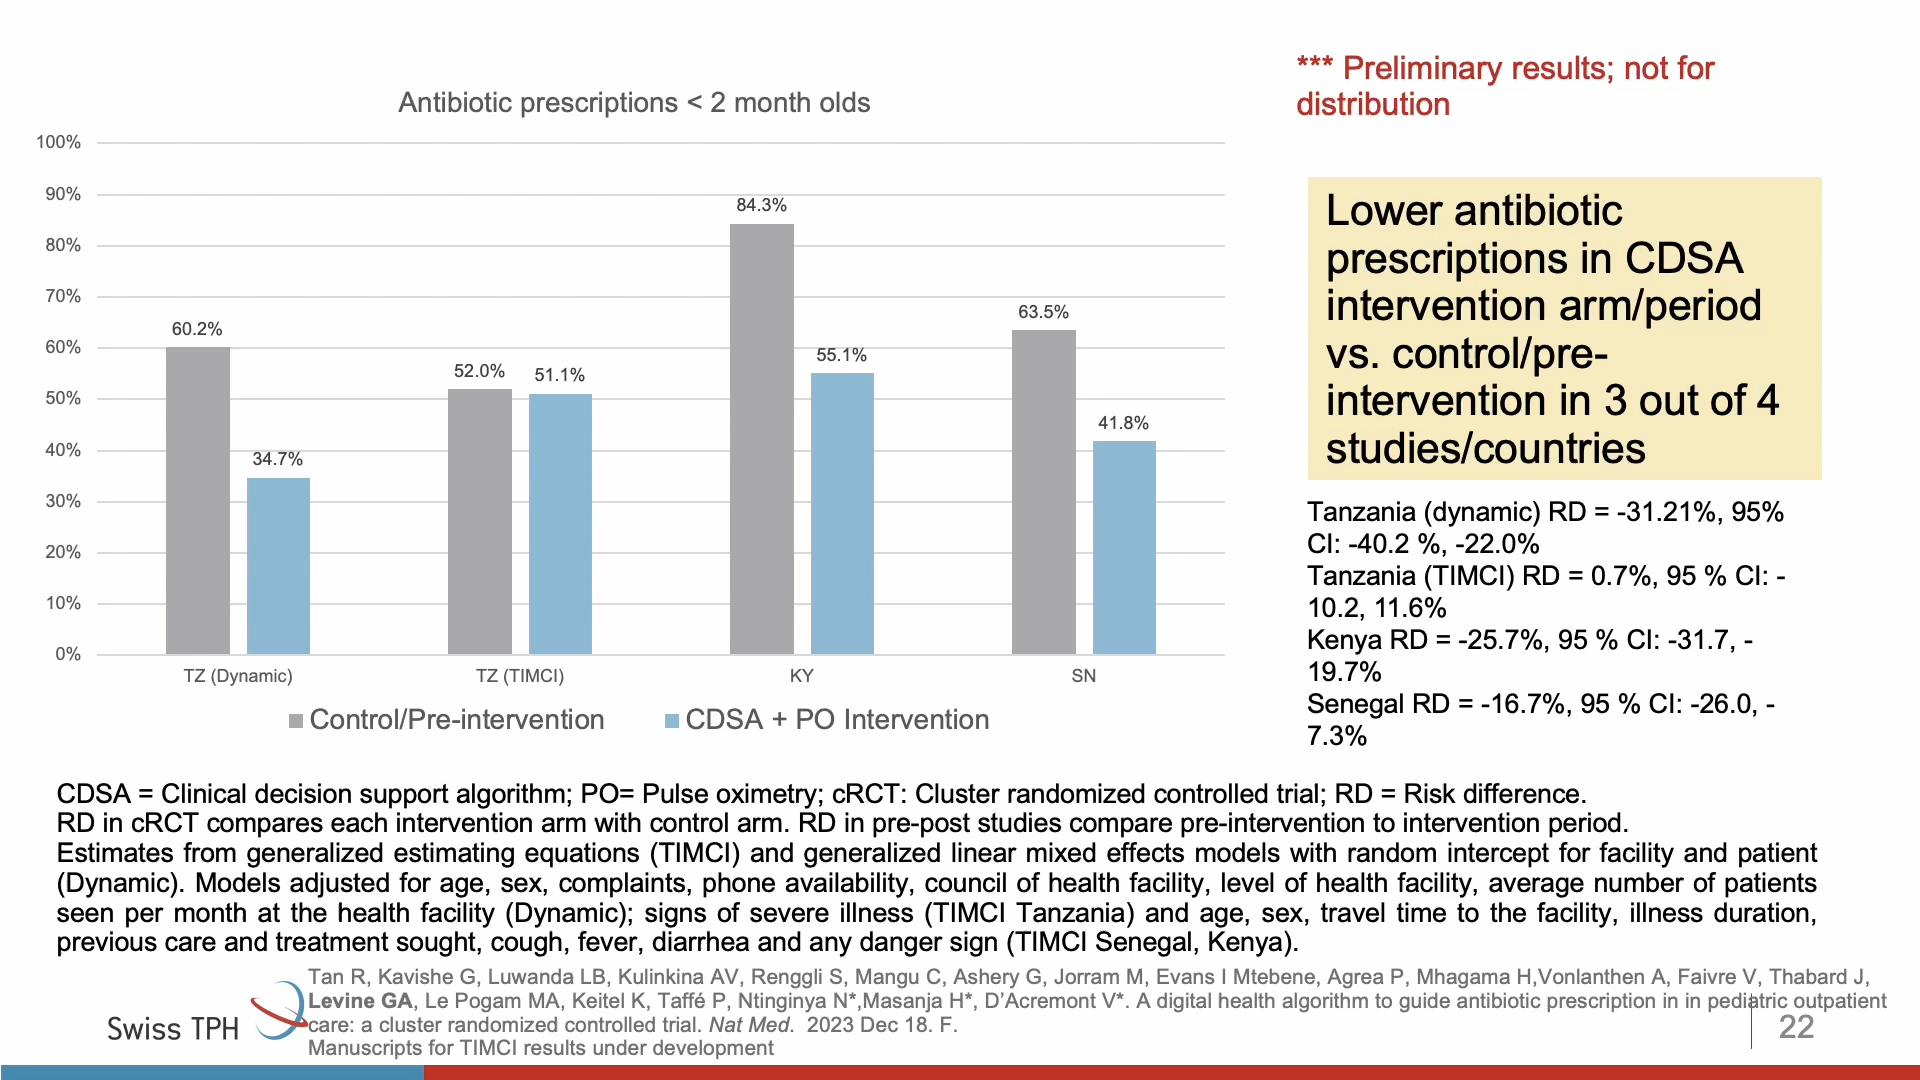 *** Preliminary results; not for
distribution
Antibiotic prescriptions < 2 month olds
100%
90%
80%
70%
60%
50%
40%
30%
20%
10%
0%
60.2%
34.7%
52.0%
51.1%
84.3%
55.1%
63.5%
41.8%
TZ (Dynamic)
TZ (TIMCI)
KY
SN
Control/Pre-intervention
CDSA + PO Intervention
Lower antibiotic
prescriptions in CDSA
intervention arm/period
vs. control/pre-
intervention in 3 out of 4
studies/countries
Tanzania (dynamic) RD = -31.21%, 95%
CI: -40.2 %, -22.0%
Tanzania (TIMCI) RD = 0.7%, 95 % CI: -
10.2, 11.6%
Kenya RD = -25.7%, 95 % CI: -31.7, -
19.7%
Senegal RD = -16.7%, 95 % CI: -26.0, -
7.3%
CDSA = Clinical decision support algorithm; PO= Pulse oximetry; cRCT: Cluster randomized controlled trial; RD = Risk difference.
RD in cRCT compares each intervention arm with control arm. RD in pre-post studies compare pre-intervention to intervention period.
Estimates from generalized estimating equations (TIMCI) and generalized linear mixed effects models with random intercept for facility and patient
(Dynamic). Models adjusted for age, sex, complaints, phone availability, council of health facility, level of health facility, average number of patients
seen per month at the health facility (Dynamic); signs of severe illness (TIMCI Tanzania) and age, sex, travel time to the facility, illness duration,
previous care and treatment sought, cough, fever, diarrhea and any danger sign (TIMCI Senegal, Kenya).
Tan R, Kavishe G, Luwanda LB, Kulinkina AV, Renggli S, Mangu C, Ashery G, Jorram M, Evans I Mtebene, Agrea P, Mhagama H,Vonlanthen A, Faivre V, Thabard J,
Levine GA, Le Pogam MA, Keitel K, Taffé P, Ntinginya N*,Masanja H*, D'Acremont V*. A digital health algorithm to guide antibiotic prescription in in pediatric outpatient
care: a cluster randomized controlled trial. Nat Med. 2023 Dec 18. F.
Manuscripts for TIMCI results under development
Swiss TPH
22